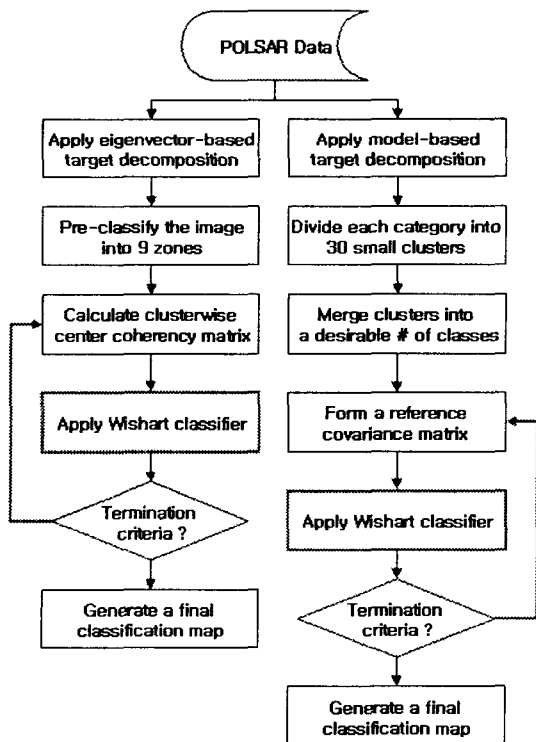 POLSAR Data
Apply eigenvector-based
target decomposition
Pre-classify the image
into 9 zones
Calculate clusterwise
center coherency matrix
Apply Wishart classifier
Termination
criteria ?
Generate a final
classification map
Apply model-based
target decomposition
Divide each category into
30 small clusters
Merge clusters into
a desirable # of classes
Form a reference
covariance matrix
Apply Wishart classifier
Termination
criteria ?
Generate a final
classification map